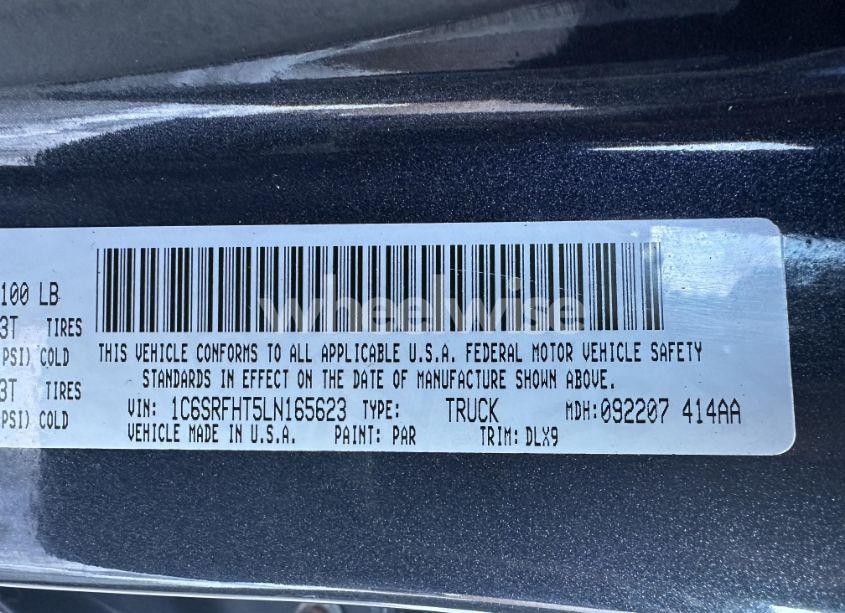 100 LB
3T TIRES
PSI) COLD
3T TIRES
PSI) COLD
wheelwise
THIS VEHICLE CONFORMS TO ALL APPLICABLE U.S.A. FEDERAL MOTOR VEHICLE SAFETY
STANDARDS IN EFFECT ON THE DATE OF MANUFACTURE SHOWN ABOVE.
VIN: 1C6SRFHT5LN165623 TYPE: TRUCK MDH:092207 414AA
VEHICLE MADE IN U.S.A. PAINT: PAR TRIM: DLX9